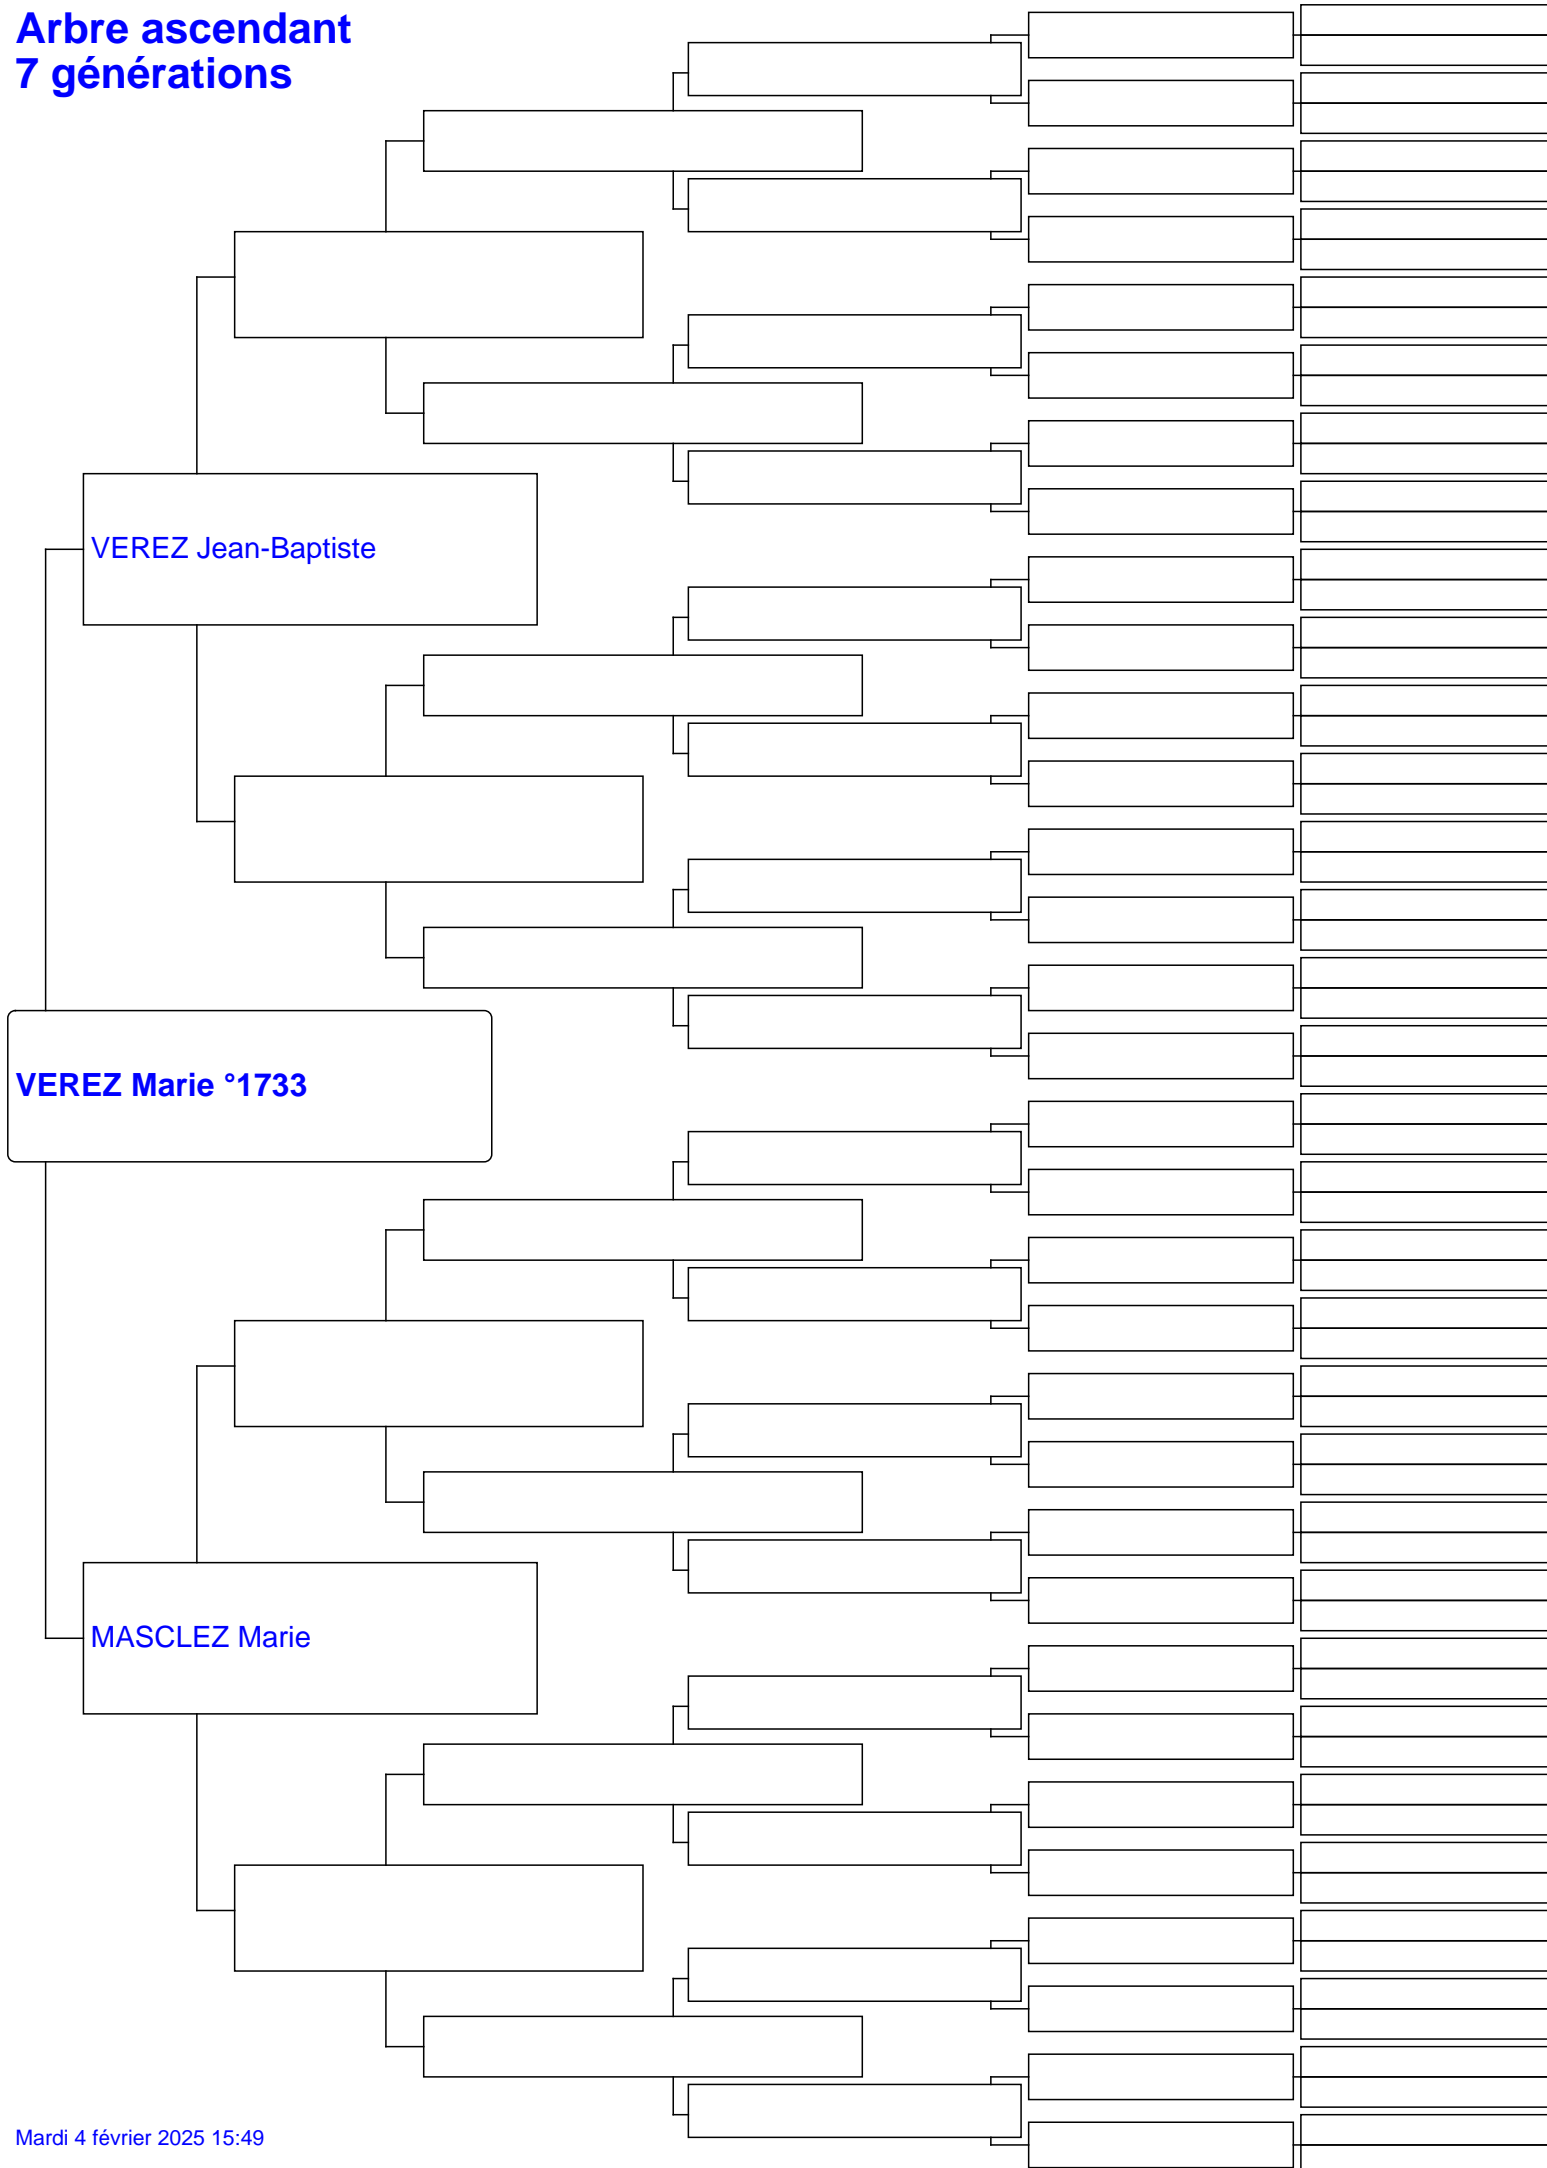 Arbre ascendant
7 générations
VEREZ Jean-Baptiste
VEREZ Marie °1733
MASCLEZ Marie
Mardi 4 février 2025 15:49